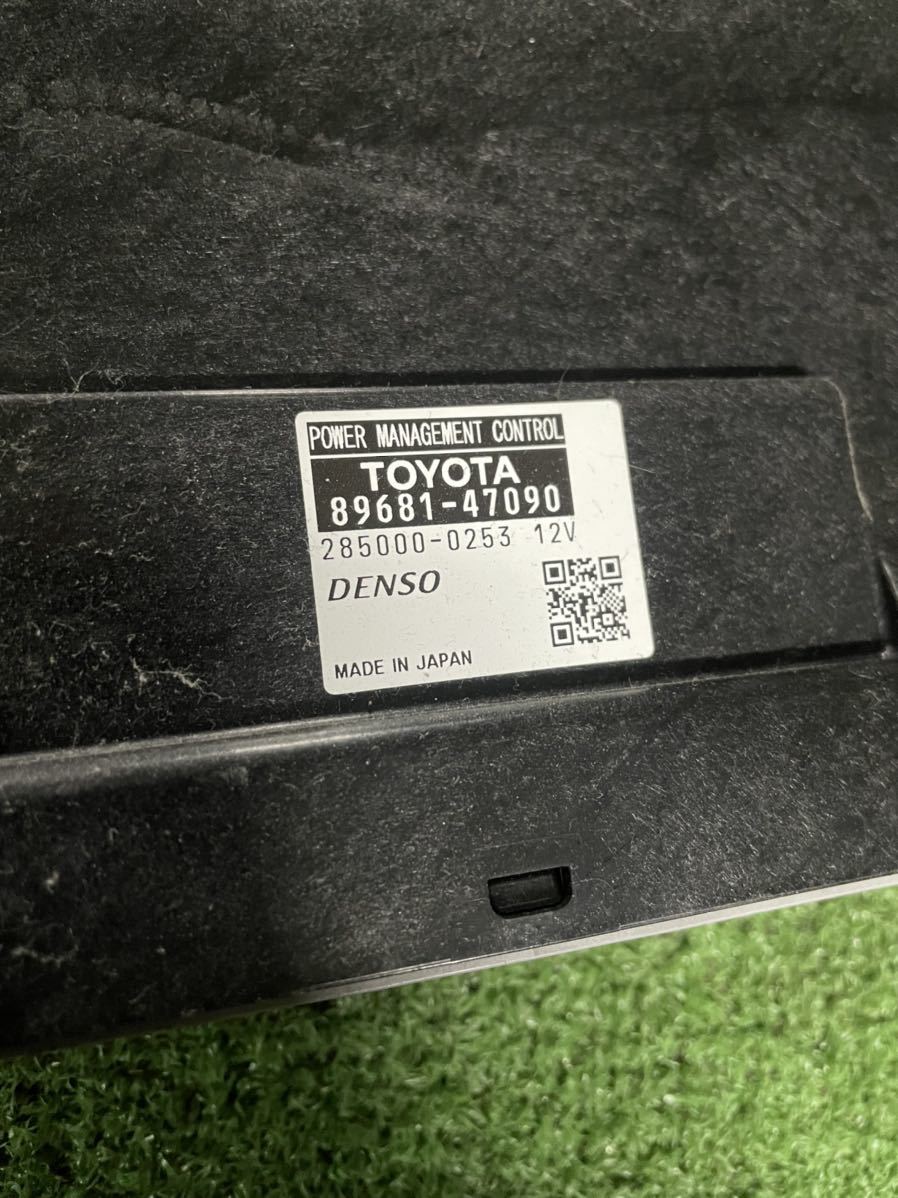 POWER MANAGEMENT CONTROL
TOYOTA
89681-47090
285000-0253 12V
DENSO
MADE IN JAPAN